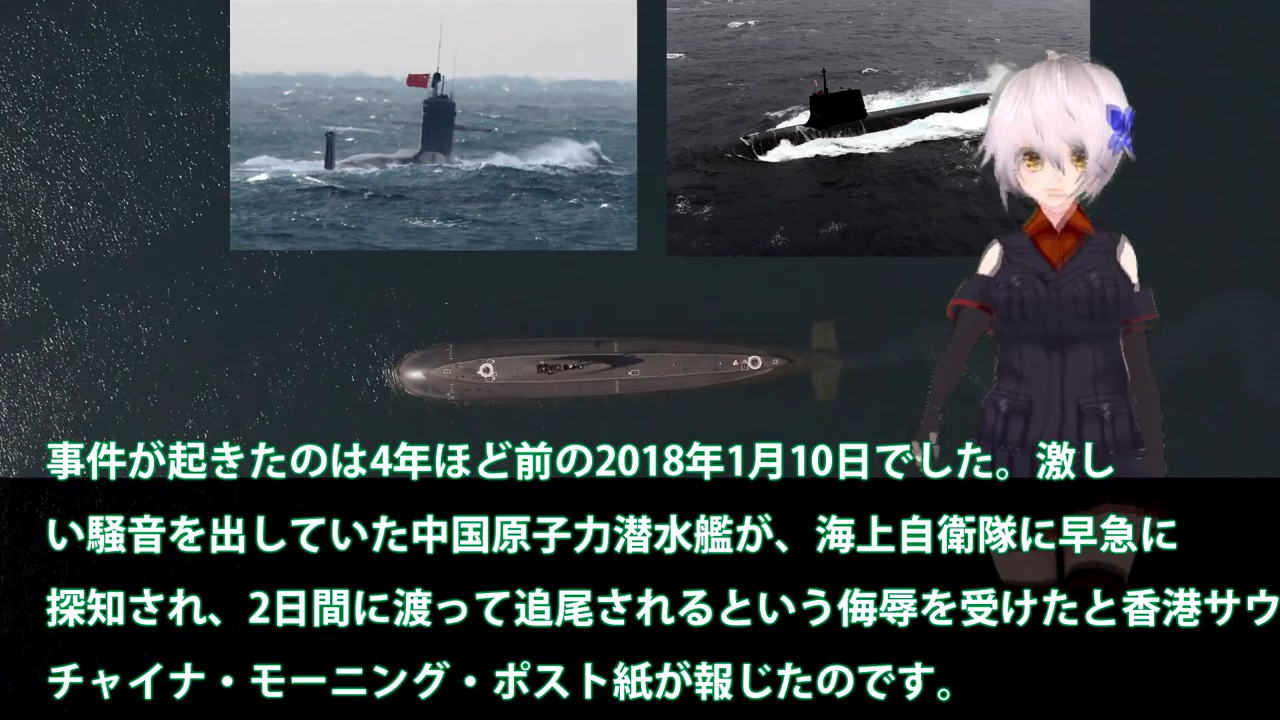 事件が起きたのは4年ほど前の2018年1月10日でした。激し
い騒音を出していた中国原子力潜水艦が、海上自衛隊に早急に
探知され、2日間に渡って追尾されるという侮辱を受けたと香港サウ
チャイナ・モーニング・ポスト紙が報じたのです。